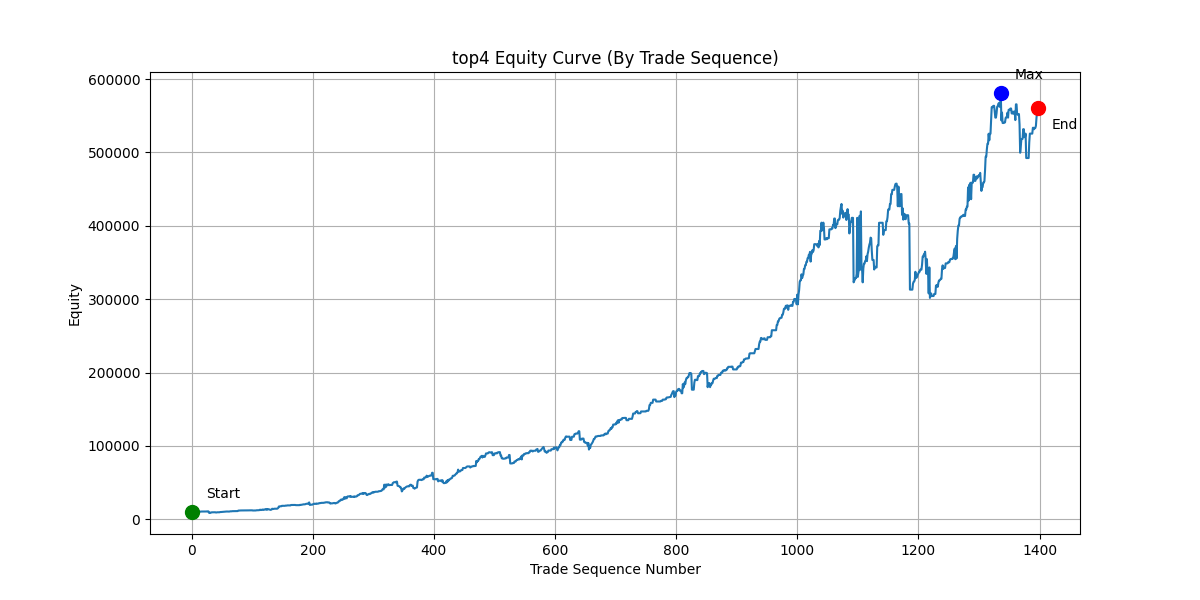 top4 Equity Curve (By Trade Sequence)
Max
End
Start
600000
500000
400000
300000
200000
100000
0
Equity
0 200 400 600 800 1000 1200 1400
Trade Sequence Number